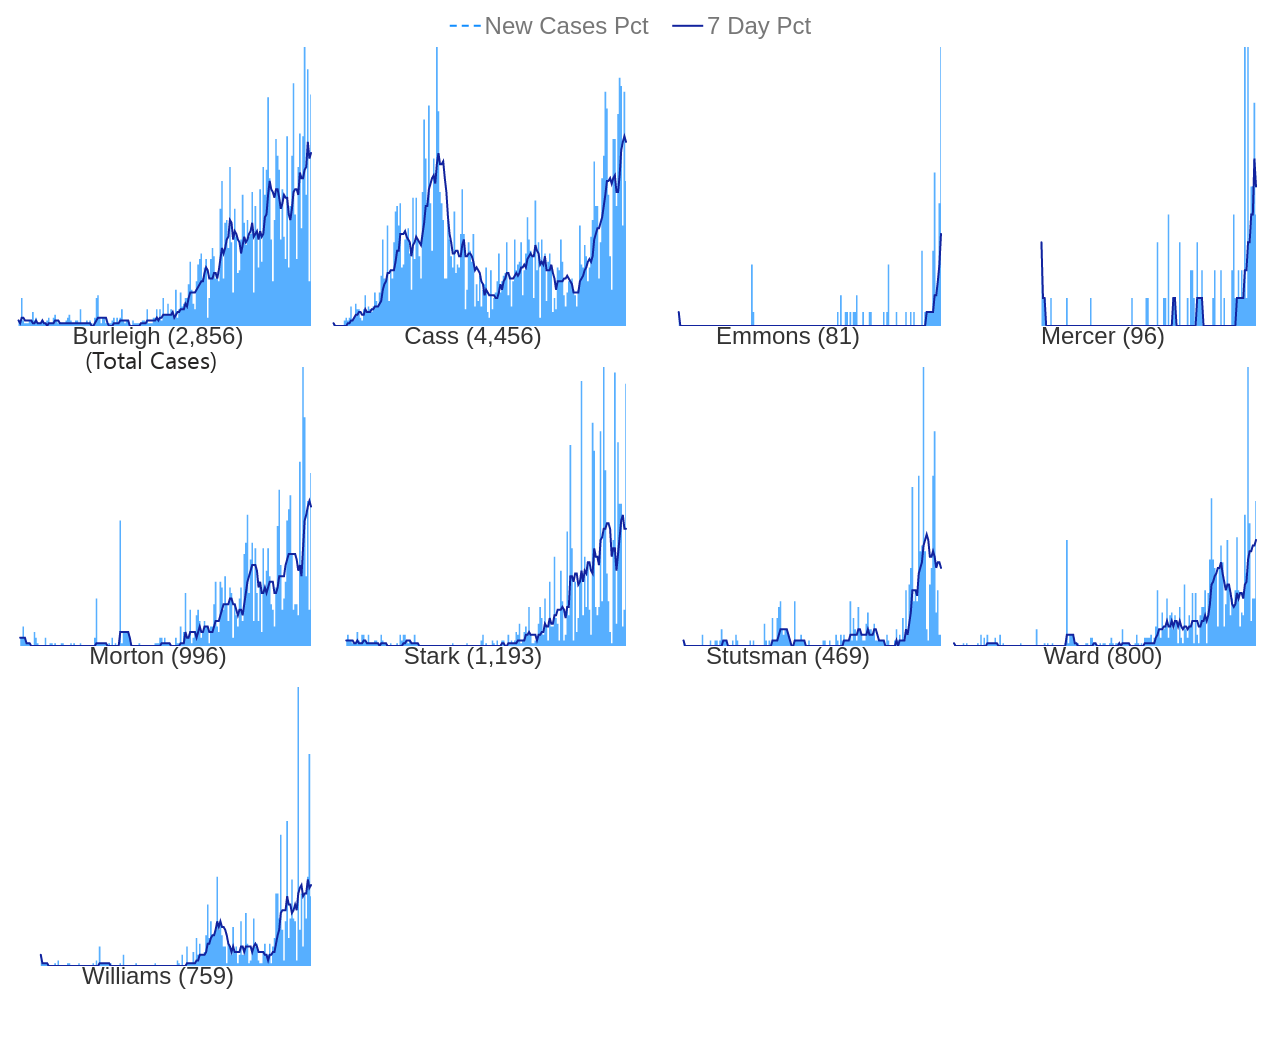 New Cases Pct 7 Day Pct
Burleigh (2,856)
(Total Cases)
Cass (4,456)
Emmons (81)
Mercer (96)
Morton (996)
Stark (1,193)
Stutsman (469)
Ward (800)
Williams (759)